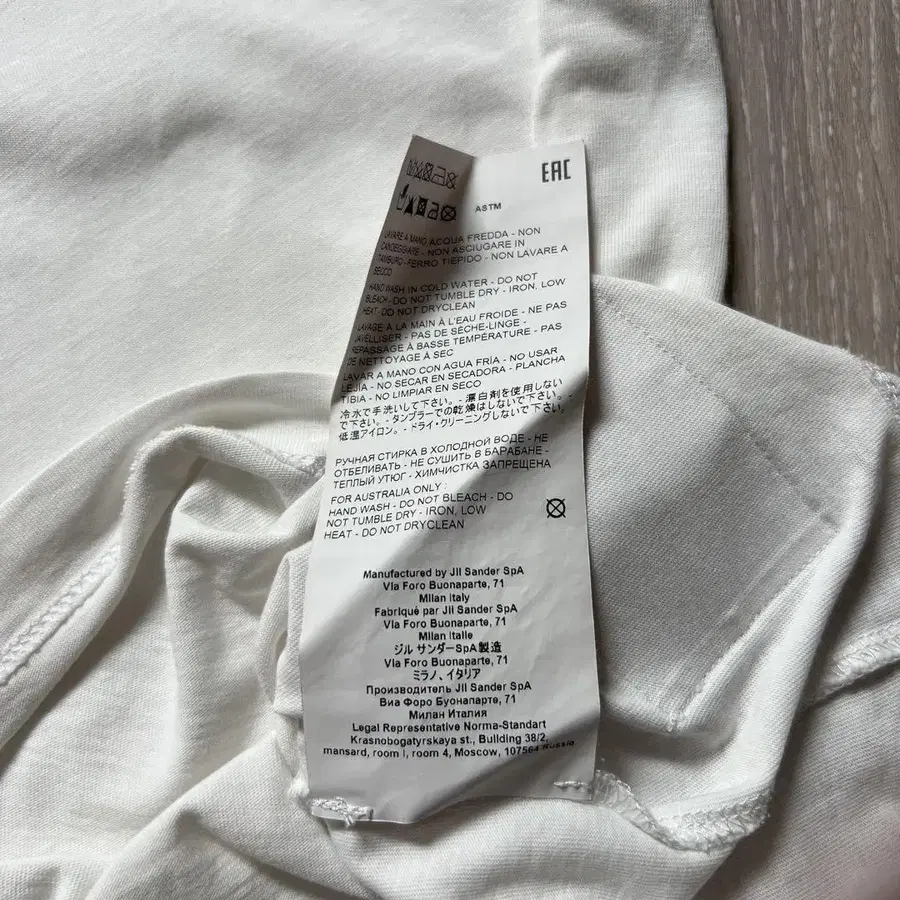 EAC
ASTM
LAVARE A MANO ACQUA FREDDA - NON
CANDEGGIARE - NON ASCIUGARE IN
TAMBURO - FERRO TIEPIDO - NON LAVARE A
SECCO
HAND WASH IN COLD WATER - DO NOT
BLEACH - DO NOT TUMBLE DRY - IRON, LOW
HEAT - DO NOT DRYCLEAN
LAVAGE À LA MAIN À L'EAU FROIDE - NE PAS
JAVELLISER - PAS DE SÈCHE-LINGE -
REPASSAGE À BASSE TEMPÉRATURE - PAS
DE NETTOYAGE À SEC
LAVAR A MANO CON AGUA FRÍA - NO USAR
LEJÍA - NO SECAR EN SECADORA - PLANCHA
TIBIA - NO LIMPIAR EN SECO
冷水で手洗いして下さい。- 漂白剤を使用しない
で下さい。- タンブラーでの乾燥はしないで下さい。
低温アイロン。- ドライ・クリーニングしないで下さい。
РУЧНАЯ СТИРКА В ХОЛОДНОЙ ВОДЕ - НЕ
ОТБЕЛИВАТЬ - НЕ СУШИТЬ В БАРАБАНЕ -
ТЕПЛЫЙ УТЮГ - ХИМЧИСТКА ЗАПРЕЩЕНА
FOR AUSTRALIA ONLY :
HAND WASH - DO NOT BLEACH - DO
NOT TUMBLE DRY - IRON, LOW
HEAT - DO NOT DRYCLEAN
Manufactured by Jil Sander SpA
Via Foro Buonaparte, 71
Milan Italy
Fabriqué par Jil Sander SpA
Via Foro Buonaparte, 71
Milan Italie
ジル サンダーSpA製造
Via Foro Buonaparte, 71
ミラノ、イタリア
Производитель Jil Sander SpA
Виа Форо Буонапарте, 71
Милан Италия
Legal Representative Norma-Standart
Krasnobogatyrskaya st., Building 38/2,
mansard, room I, room 4, Moscow, 107564 Russia